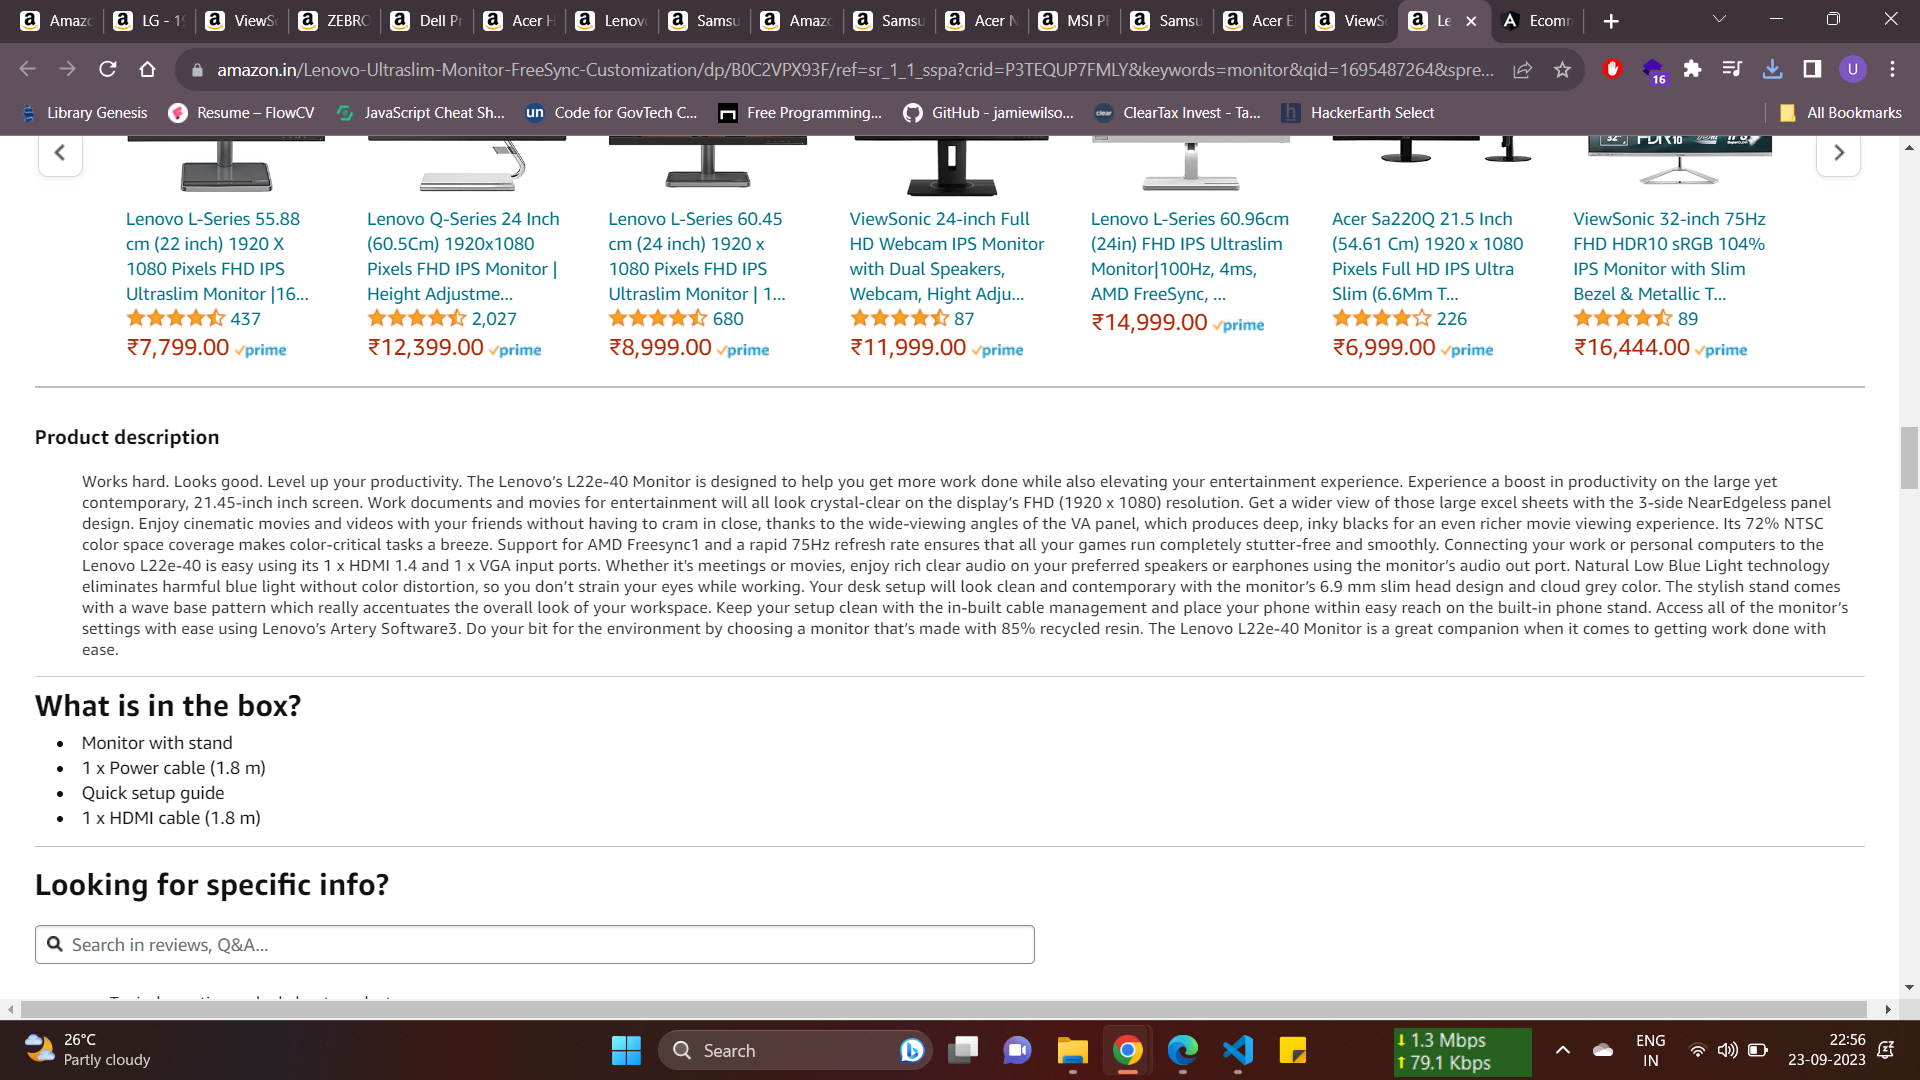 Amazo
LG - 19
ViewSo
ZEBRO
Dell Pr
Acer H
Lenovo
Samsu
Amazo
Samsu
Acer N
MSI PR
Samsu
Acer El
ViewSo
Le
Ecomm
amazon.in/Lenovo-Ultraslim-Monitor-FreeSync-Customization/dp/B0C2VPX93F/ref=sr_1_1_sspa?crid=P3TEQUP7FMLY&keywords=monitor&qid=1695487264&spre...
16
U
Library Genesis
Resume – FlowCV
JavaScript Cheat Sh...
un Code for GovTech C...
Free Programming...
GitHub - jamiewilso...
clear ClearTax Invest - Ta...
h HackerEarth Select
All Bookmarks
Lenovo L-Series 55.88
cm (22 inch) 1920 X
1080 Pixels FHD IPS
Ultraslim Monitor |16...
437
₹7,799.00 prime
Lenovo Q-Series 24 Inch
(60.5Cm) 1920x1080
Pixels FHD IPS Monitor |
Height Adjustme...
2,027
₹12,399.00 prime
Lenovo L-Series 60.45
cm (24 inch) 1920 x
1080 Pixels FHD IPS
Ultraslim Monitor | 1...
680
₹8,999.00 prime
ViewSonic 24-inch Full
HD Webcam IPS Monitor
with Dual Speakers,
Webcam, Hight Adju...
87
₹11,999.00 prime
Lenovo L-Series 60.96cm
(24in) FHD IPS Ultraslim
Monitor|100Hz, 4ms,
AMD FreeSync, ...
₹14,999.00 prime
Acer Sa220Q 21.5 Inch
(54.61 Cm) 1920 x 1080
Pixels Full HD IPS Ultra
Slim (6.6Mm T...
226
₹6,999.00 prime
32" HDR10
ViewSonic 32-inch 75Hz
FHD HDR10 sRGB 104%
IPS Monitor with Slim
Bezel & Metallic T...
89
₹16,444.00 prime
Product description
Works hard. Looks good. Level up your productivity. The Lenovo’s L22e-40 Monitor is designed to help you get more work done while also elevating your entertainment experience. Experience a boost in productivity on the large yet
contemporary, 21.45-inch inch screen. Work documents and movies for entertainment will all look crystal-clear on the display’s FHD (1920 x 1080) resolution. Get a wider view of those large excel sheets with the 3-side NearEdgeless panel
design. Enjoy cinematic movies and videos with your friends without having to cram in close, thanks to the wide-viewing angles of the VA panel, which produces deep, inky blacks for an even richer movie viewing experience. Its 72% NTSC
color space coverage makes color-critical tasks a breeze. Support for AMD Freesync1 and a rapid 75Hz refresh rate ensures that all your games run completely stutter-free and smoothly. Connecting your work or personal computers to the
Lenovo L22e-40 is easy using its 1 x HDMI 1.4 and 1 x VGA input ports. Whether it's meetings or movies, enjoy rich clear audio on your preferred speakers or earphones using the monitor’s audio out port. Natural Low Blue Light technology
eliminates harmful blue light without color distortion, so you don’t strain your eyes while working. Your desk setup will look clean and contemporary with the monitor’s 6.9 mm slim head design and cloud grey color. The stylish stand comes
with a wave base pattern which really accentuates the overall look of your workspace. Keep your setup clean with the in-built cable management and place your phone within easy reach on the built-in phone stand. Access all of the monitor’s
settings with ease using Lenovo’s Artery Software3. Do your bit for the environment by choosing a monitor that’s made with 85% recycled resin. The Lenovo L22e-40 Monitor is a great companion when it comes to getting work done with
ease.
What is in the box?
• Monitor with stand
• 1 x Power cable (1.8 m)
• Quick setup guide
• 1 x HDMI cable (1.8 m)
Looking for specific info?
Search in reviews, Q&A...
26°C
Partly cloudy
Search
1.3 Mbps
79.1 Kbps
ENG
IN
22:56
23-09-2023